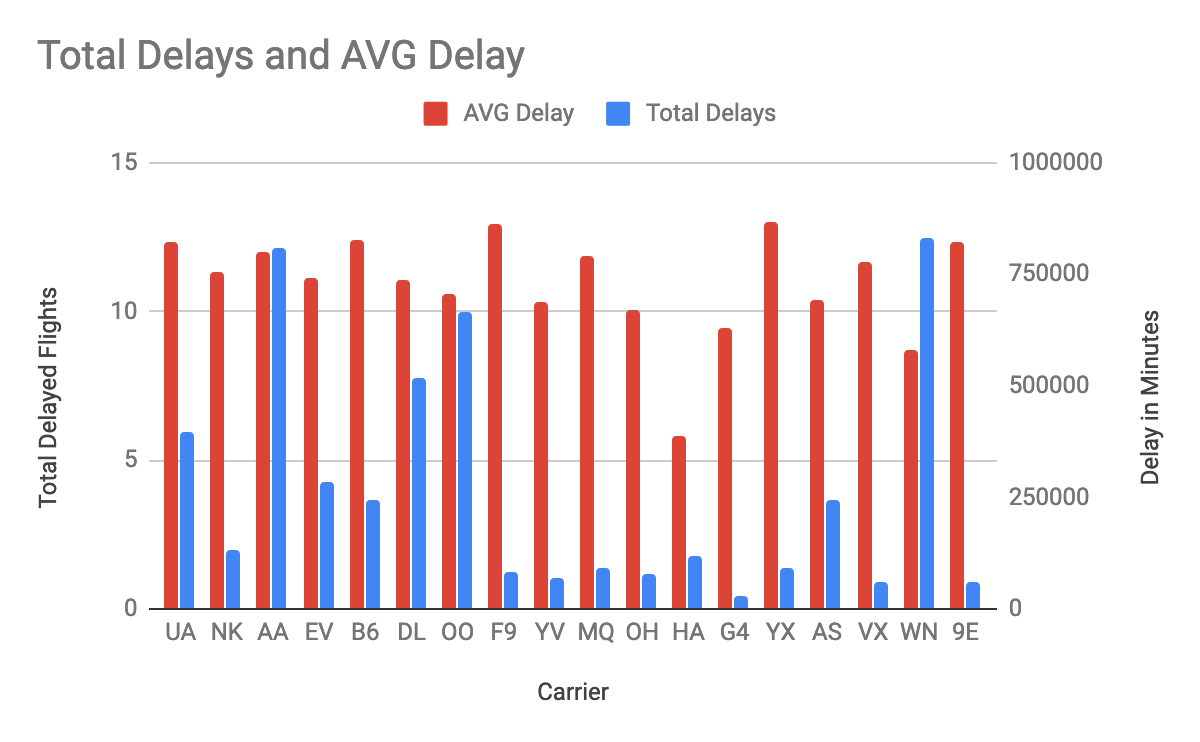 Total Delays and AVG Delay
AVG Delay Total Delays
15 1000000
750000
10
500000
5
250000
0 0
UA NK AA EV B6 DL OO F9 YV MQ OH HA G4 YX AS VX WN 9E
Carrier
Total Delayed Flights
Delay in Minutes